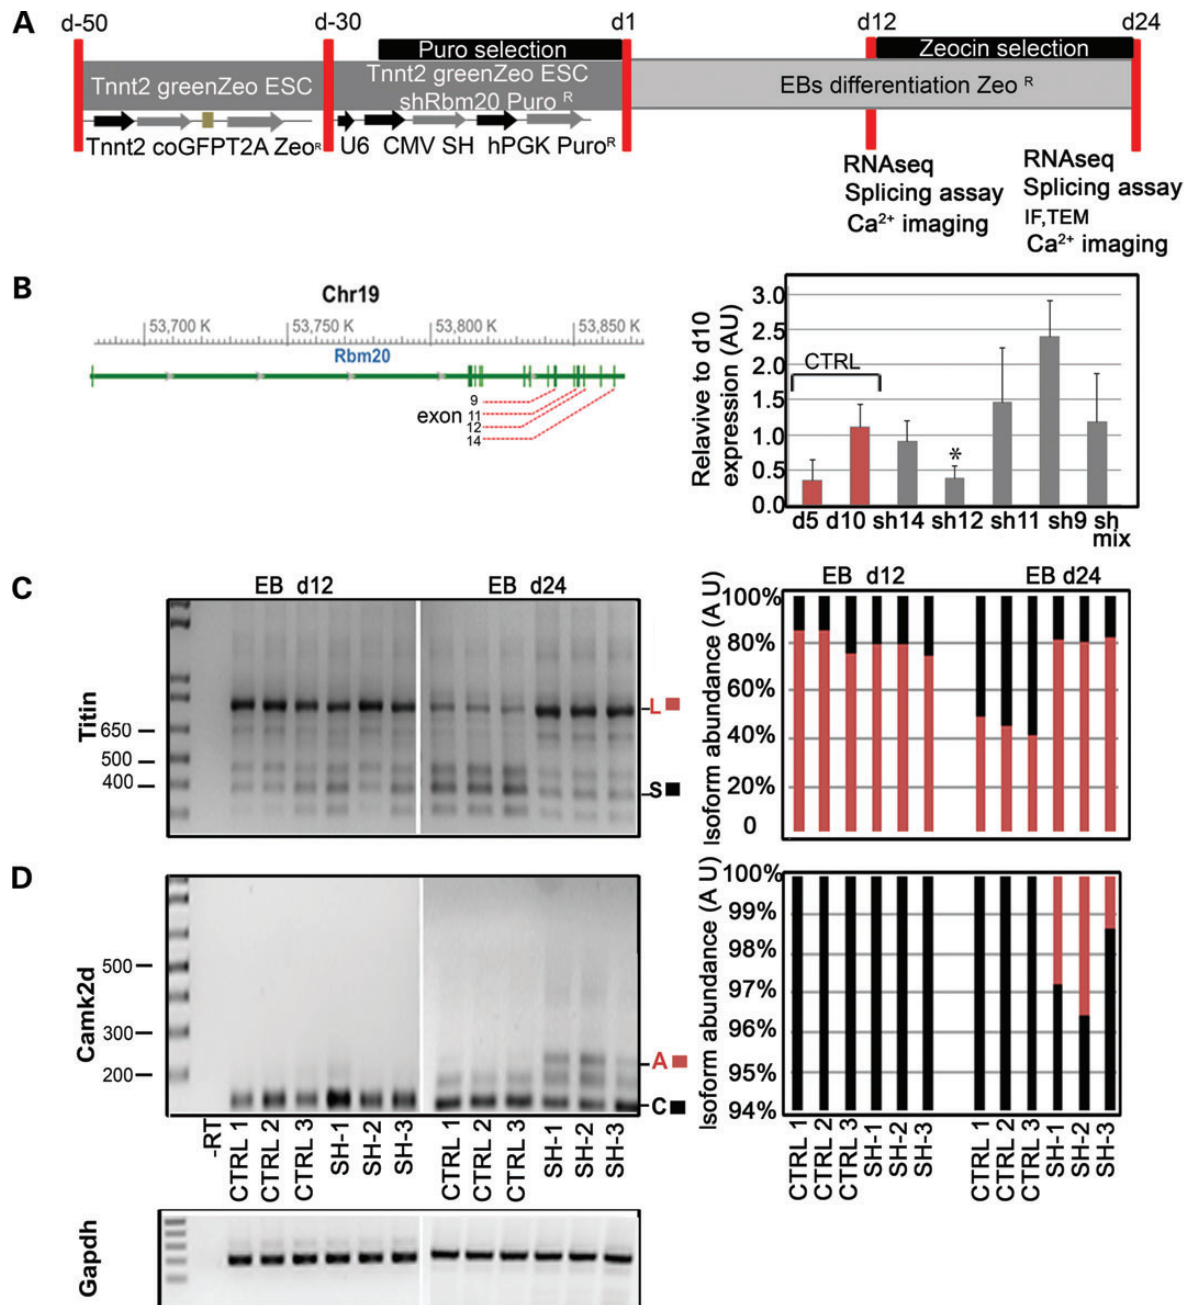 A
d-50 d-30 d1 d12 d24
Puro selection Zeocin selection
Tnnt2 greenZeo ESC Tnnt2 greenZeo ESC EBs differentiation Zeo R
shRbm20 Puro R
Tnnt2 coGFPT2A ZeoR U6 CMV SH hPGK PuroR
RNAseq
Splicing assay
Ca2+ imaging
RNAseq
Splicing assay
IF,TEM
Ca2+ imaging
B
Chr19
53,700 K 53,750 K 53,800 K 53,850 K
Rbm20
exon
9
11
12
14
Relavive to d10
expression (AU)
3.0
2.5
2.0
1.5
1.0
0.5
0.0
CTRL
*
d5 d10 sh14 sh12 sh11 sh9 sh
mix
C
EB d12 EB d24
Titin
650
500
400
L
S
Isoform abundance (A U)
EB d12 EB d24
100%
80%
60%
40%
20%
0
D
Camk2d
500
300
200
A
C
-RT CTRL 1 CTRL 2 CTRL 3 SH-1 SH-2 SH-3 CTRL 1 CTRL 2 CTRL 3 SH-1 SH-2 SH-3
Isoform abundance (A U)
100%
99%
98%
97%
96%
95%
94%
CTRL 1 CTRL 2 CTRL 3 SH-1 SH-2 SH-3 CTRL 1 CTRL 2 CTRL 3 SH-1 SH-2 SH-3
Gapdh